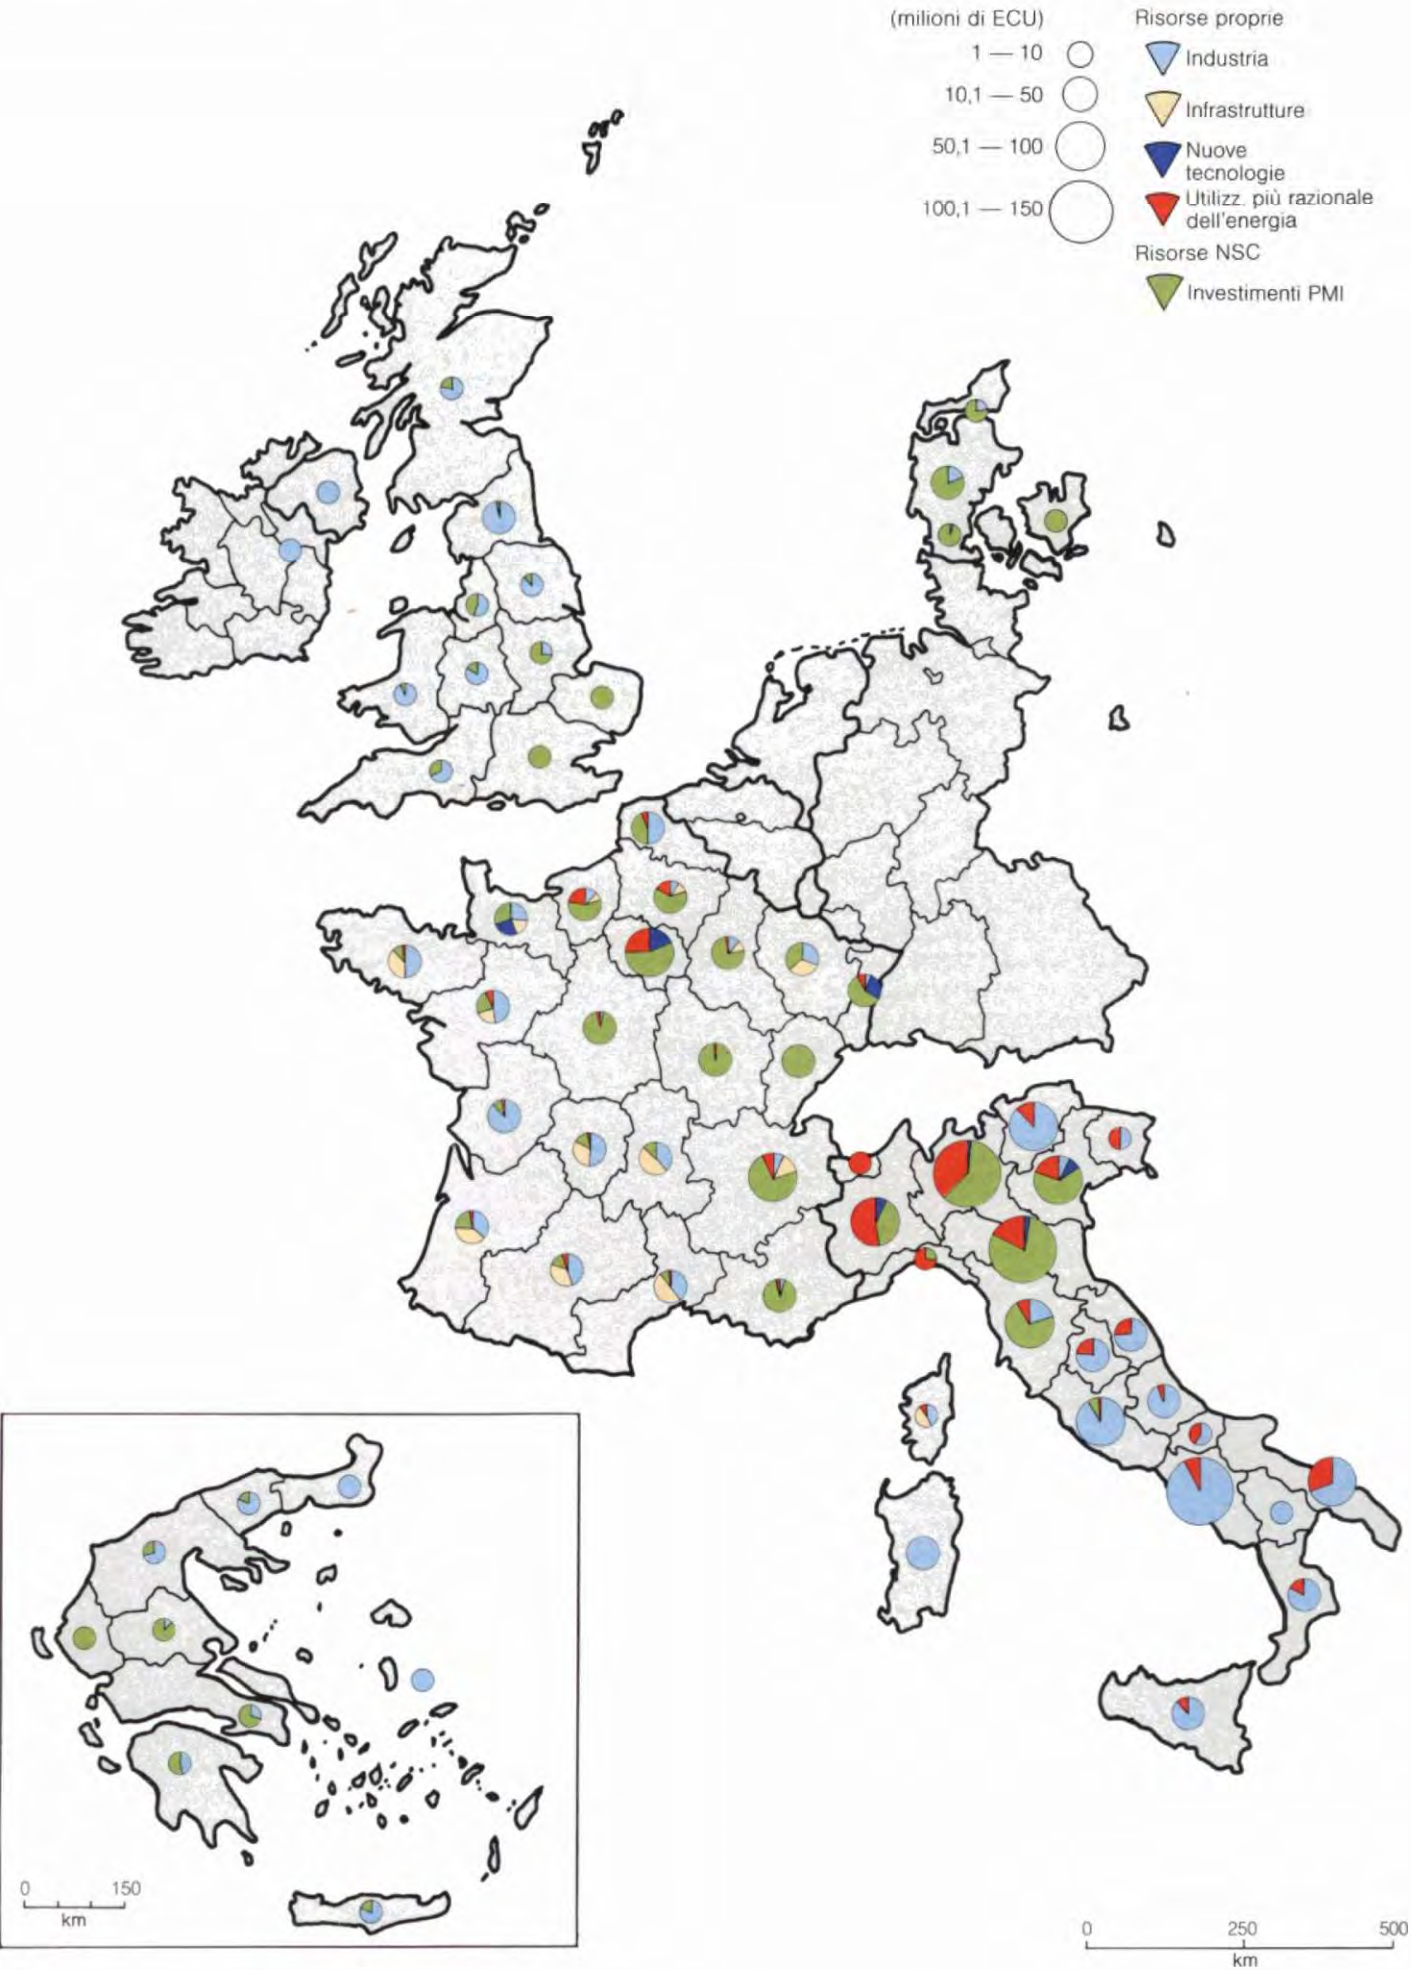 (milioni di ECU)
1 — 10
10,1 — 50
50,1 — 100
100,1 — 150
Risorse proprie
Industria
Infrastrutture
Nuove
tecnologie
Utilizz. più razionale
dell'energia
Risorse NSC
Investimenti PMI
0 150
km
0 250 500
km